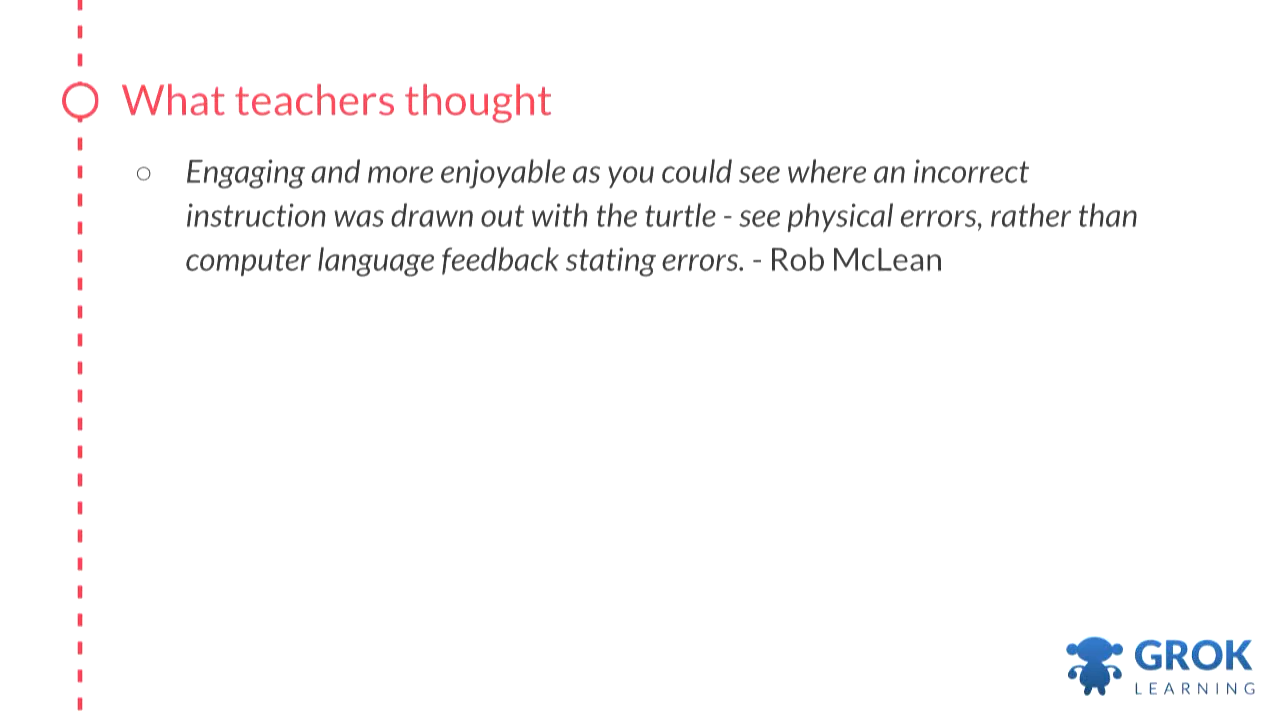 What teachers thought
Engaging and more enjoyable as you could see where an incorrect
instruction was drawn out with the turtle - see physical errors, rather than
computer language feedback stating errors. - Rob McLean
GROK
LEARNING